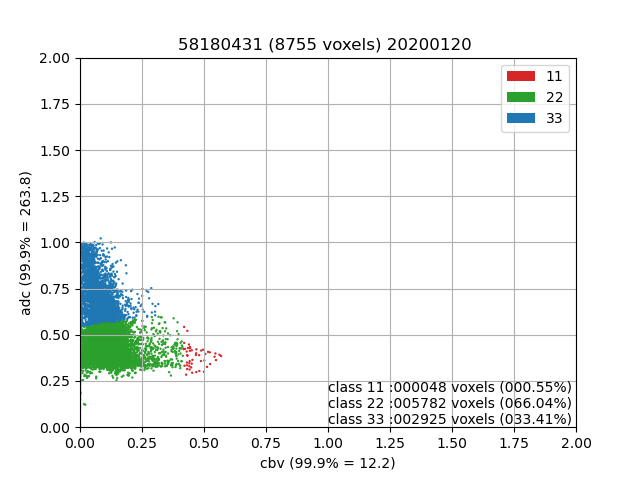 58180431 (8755 voxels) 20200120
2.00
1.75
1.50
1.25
1.00
0.75
0.50
0.25
0.00
adc (99.9% = 263.8)
11
22
33
class 11 :000048 voxels (000.55%)
class 22 :005782 voxels (066.04%)
class 33 :002925 voxels (033.41%)
0.00 0.25 0.50 0.75 1.00 1.25 1.50 1.75 2.00
cbv (99.9% = 12.2)